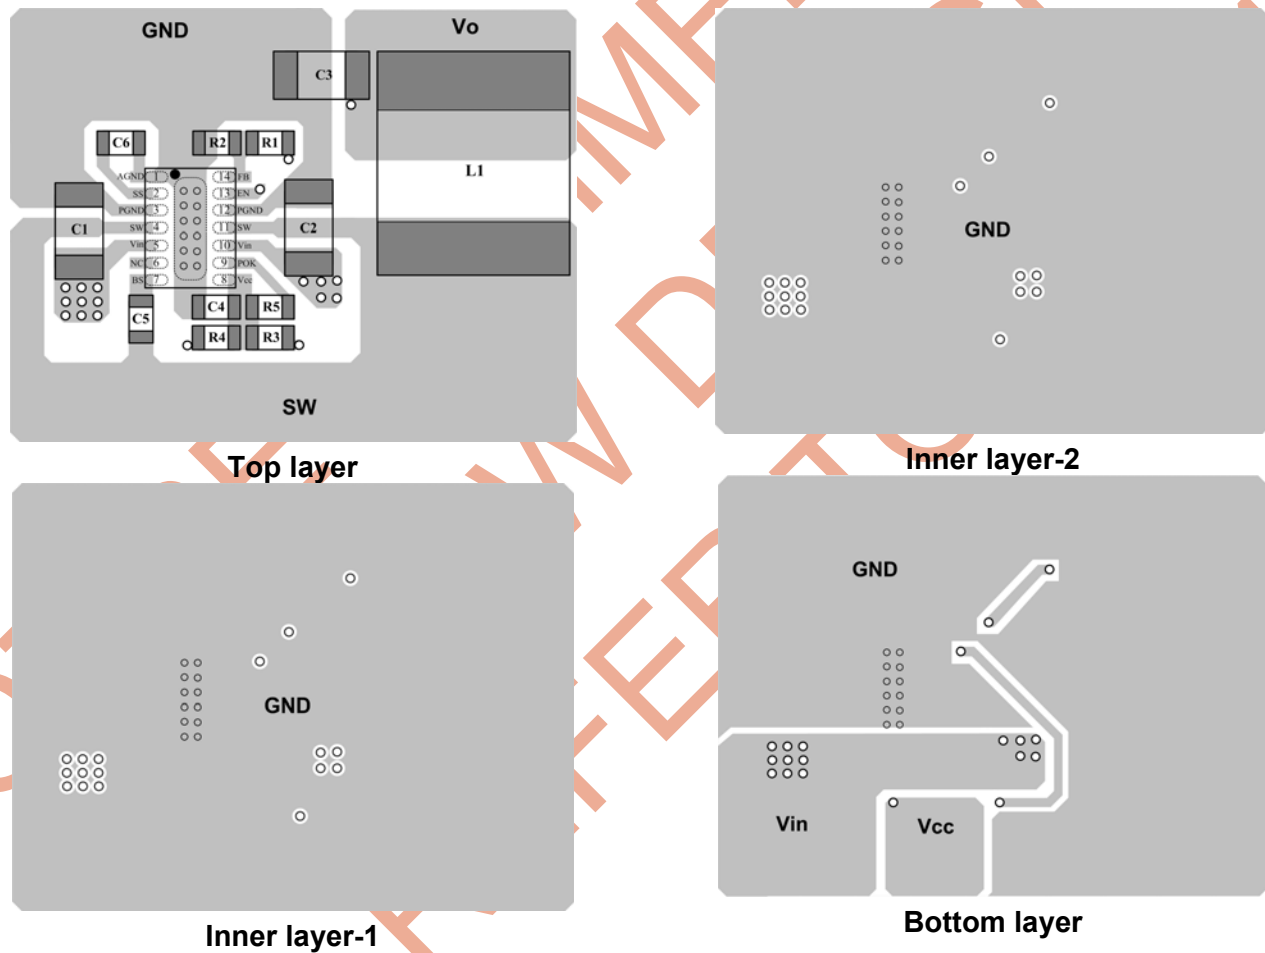 GND
Vo
C3
C6
R2
R1
L1
AGND 1
14 FB
SS 2
13 EN
PGND 3
12 PGND
C1
SW 4
11 SW
C2
Vin 5
10 Vin
NC 6
9 POK
BS 7
8 Vcc
C5
C4
R5
R4
R3
SW
Top layer
GND
Inner layer-2
GND
Inner layer-1
GND
Vin
Vcc
Bottom layer